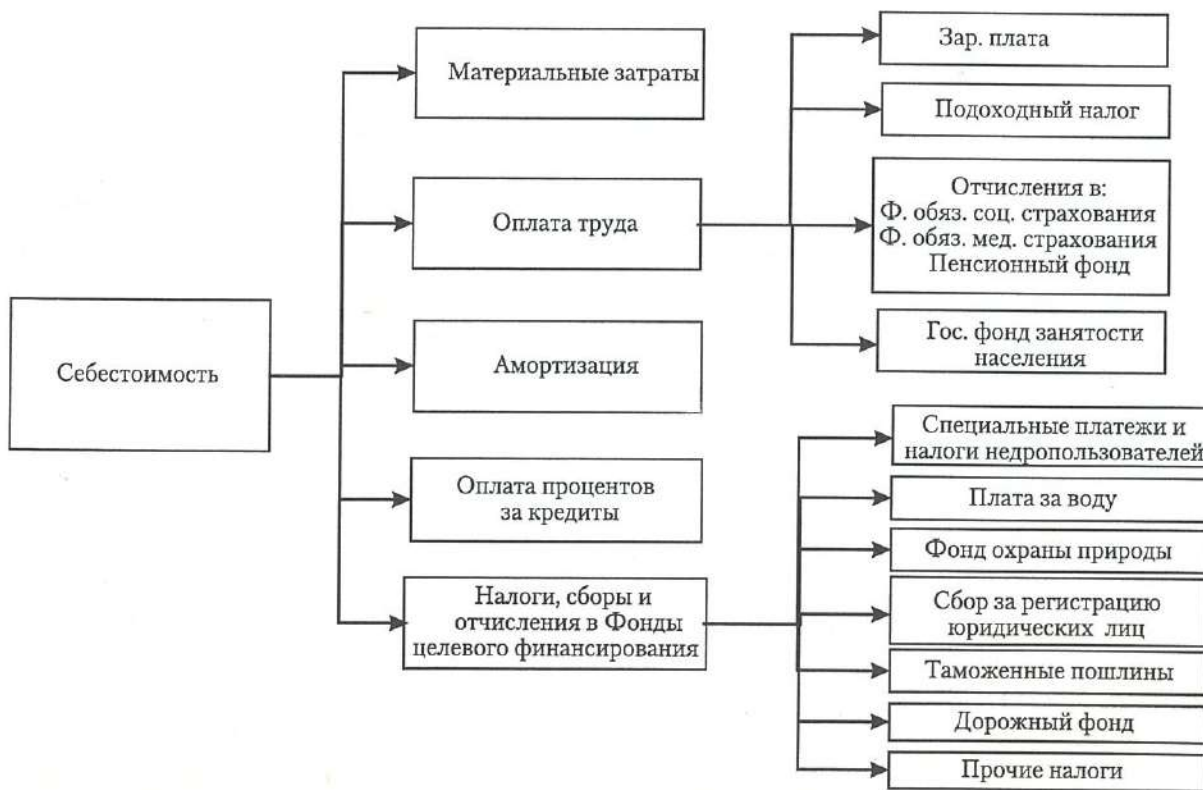 Себестоимость
Материальные затраты
Оплата труда
Амортизация
Оплата процентов
за кредиты
Налоги, сборы и
отчисления в Фонды
целевого финансирования
Зар. плата
Подоходный налог
Отчисления в:
Ф. обяз. соц. страхования
Ф. обяз. мед. страхования
Пенсионный фонд
Гос. фонд занятости
населения
Специальные платежи и
налоги недропользователей
Плата за воду
Фонд охраны природы
Сбор за регистрацию
юридических лиц
Таможенные пошлины
Дорожный фонд
Прочие налоги